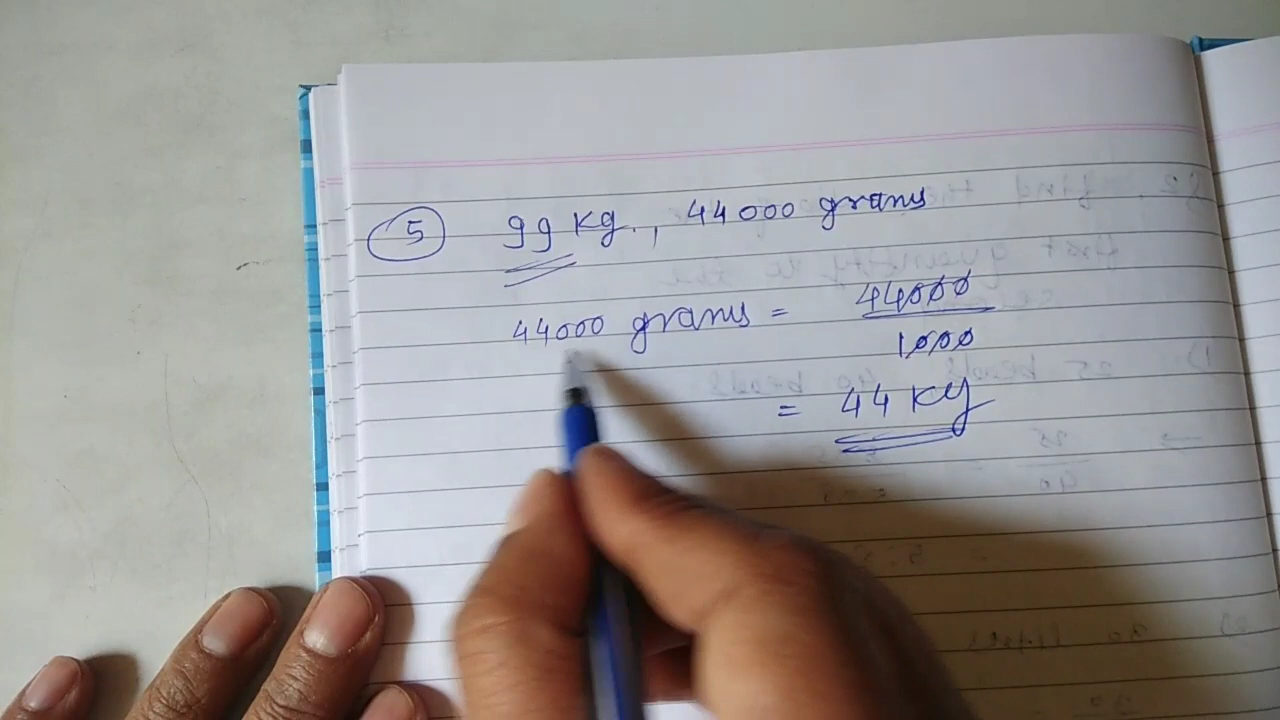 5 99 kg., 44000 grams
44000 grams = 44000
1000
= 44 kg